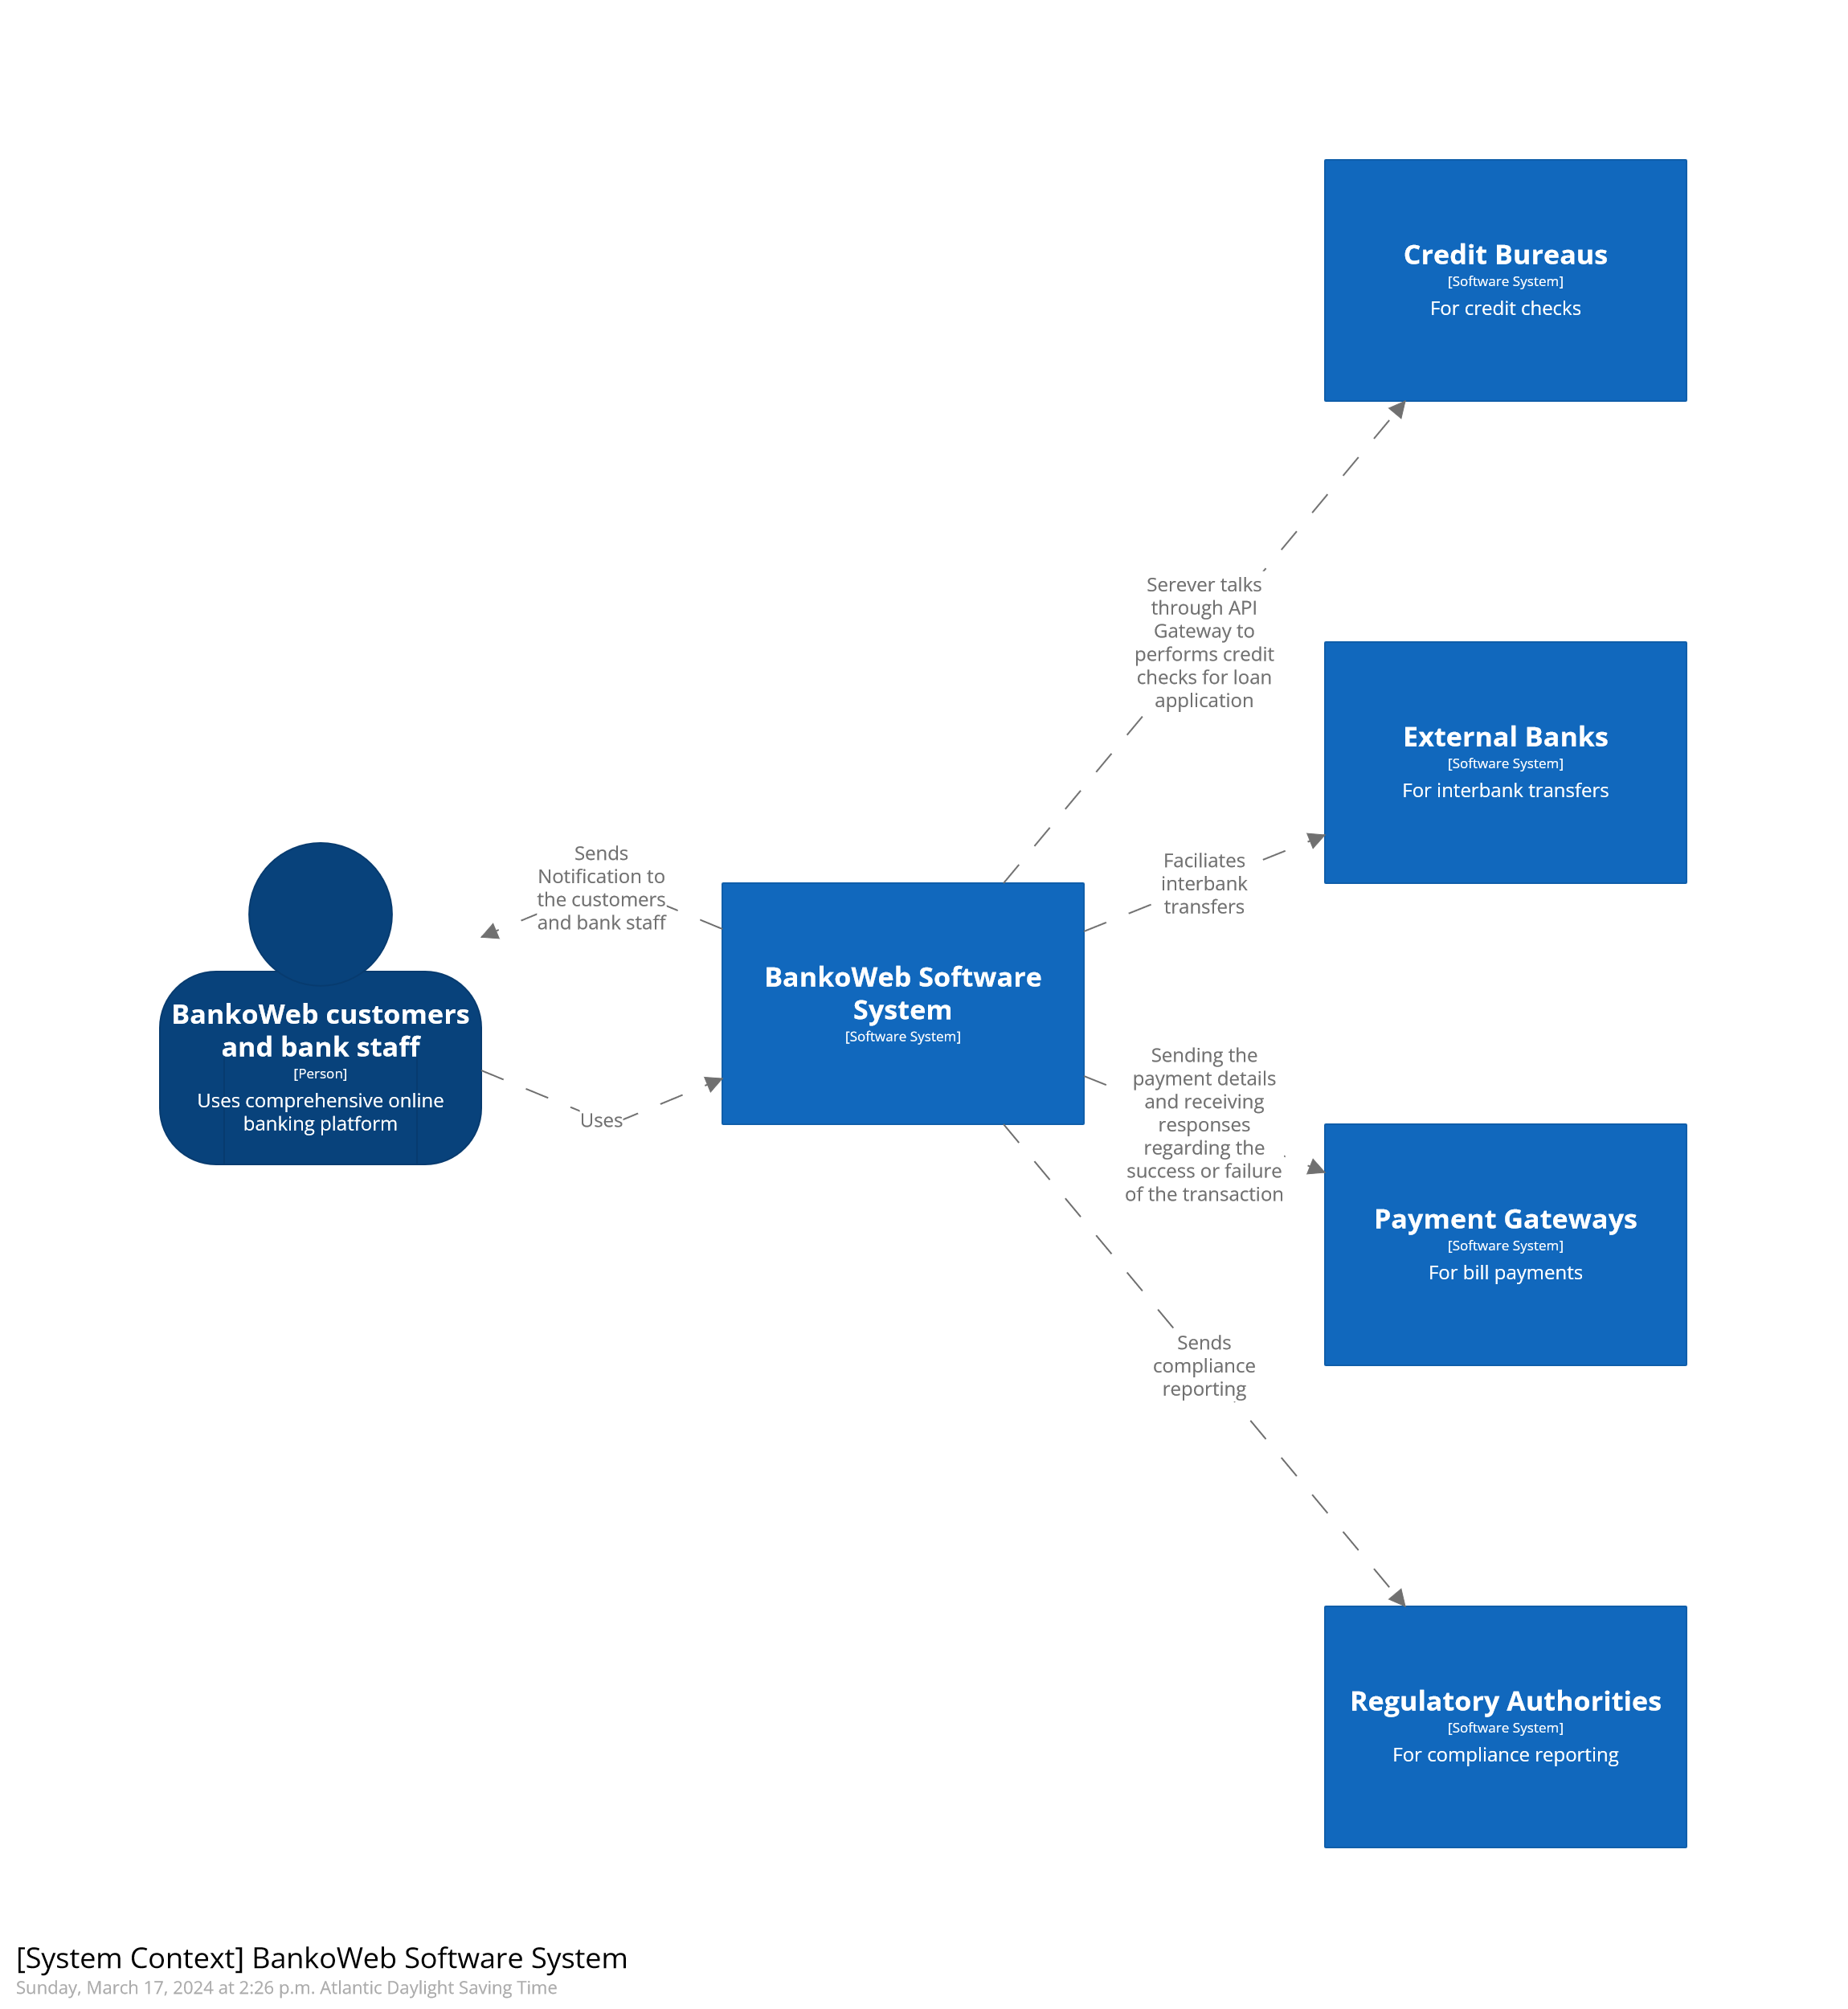 Credit Bureaus
[Software System]
For credit checks
Serever talks
through API
Gateway to
performs credit
checks for loan
application
External Banks
[Software System]
For interbank transfers
Faciliates
interbank
transfers
Sends
Notification to
the customers
and bank staff
BankoWeb Software
System
[Software System]
BankoWeb customers
and bank staff
[Person]
Uses comprehensive online
banking platform
Uses
Sending the
payment details
and receiving
responses
regarding the
success or failure
of the transaction
Payment Gateways
[Software System]
For bill payments
Sends
compliance
reporting
Regulatory Authorities
[Software System]
For compliance reporting
[System Context] BankoWeb Software System
Sunday, March 17, 2024 at 2:26 p.m. Atlantic Daylight Saving Time